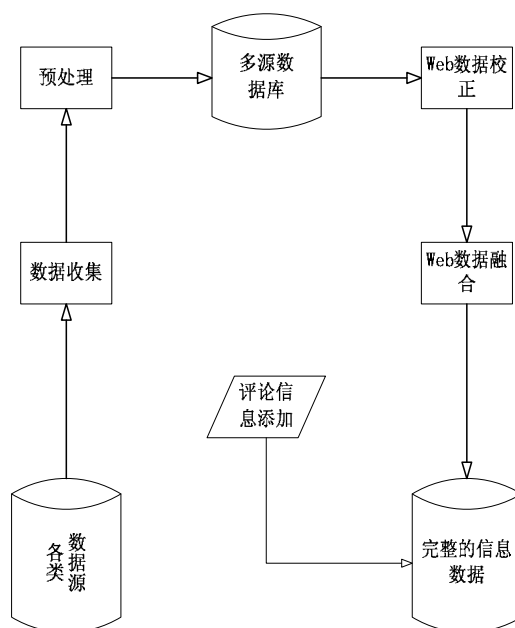 预处理
多源数
据库
Web数据校
正
数据收集
Web数据融
合
评论信
息添加
各类
数据源
完整的信息
数据